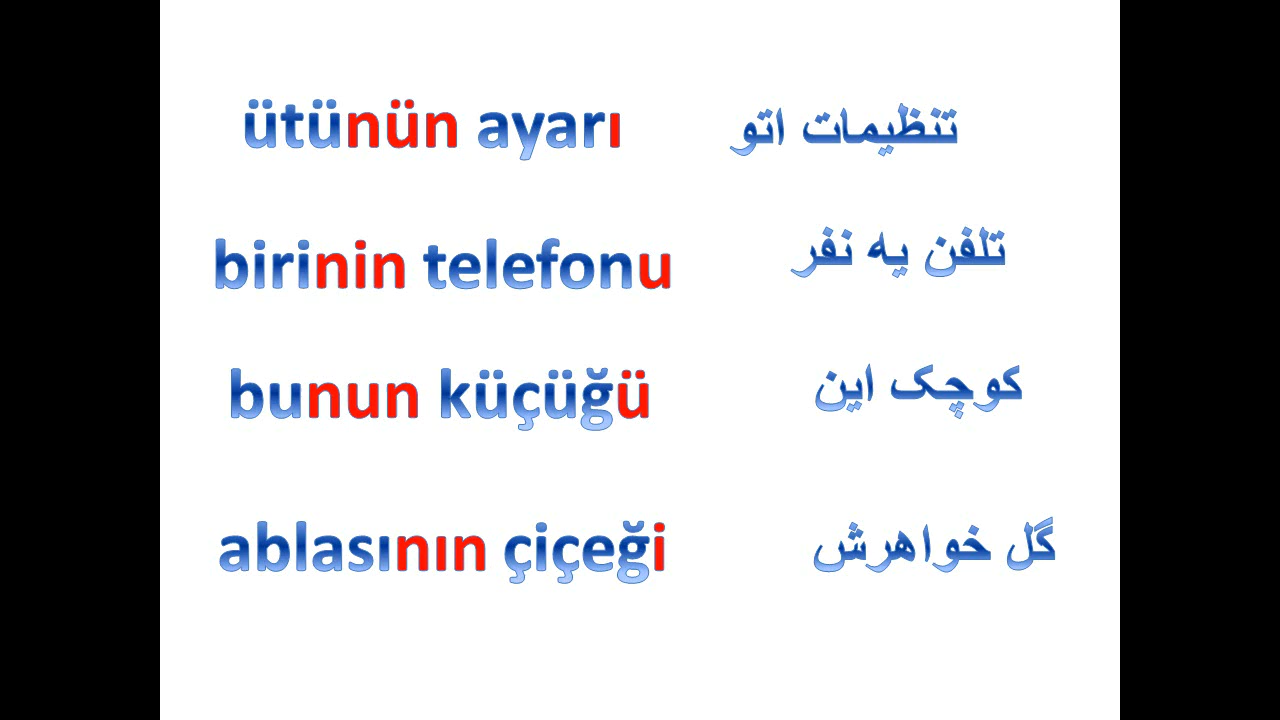 ütünün ayarı تنظیمات اتو
birinin telefonu تلفن یه نفر
bunun küçüğü کوچک این
ablasının çiçeği گل خواهرش